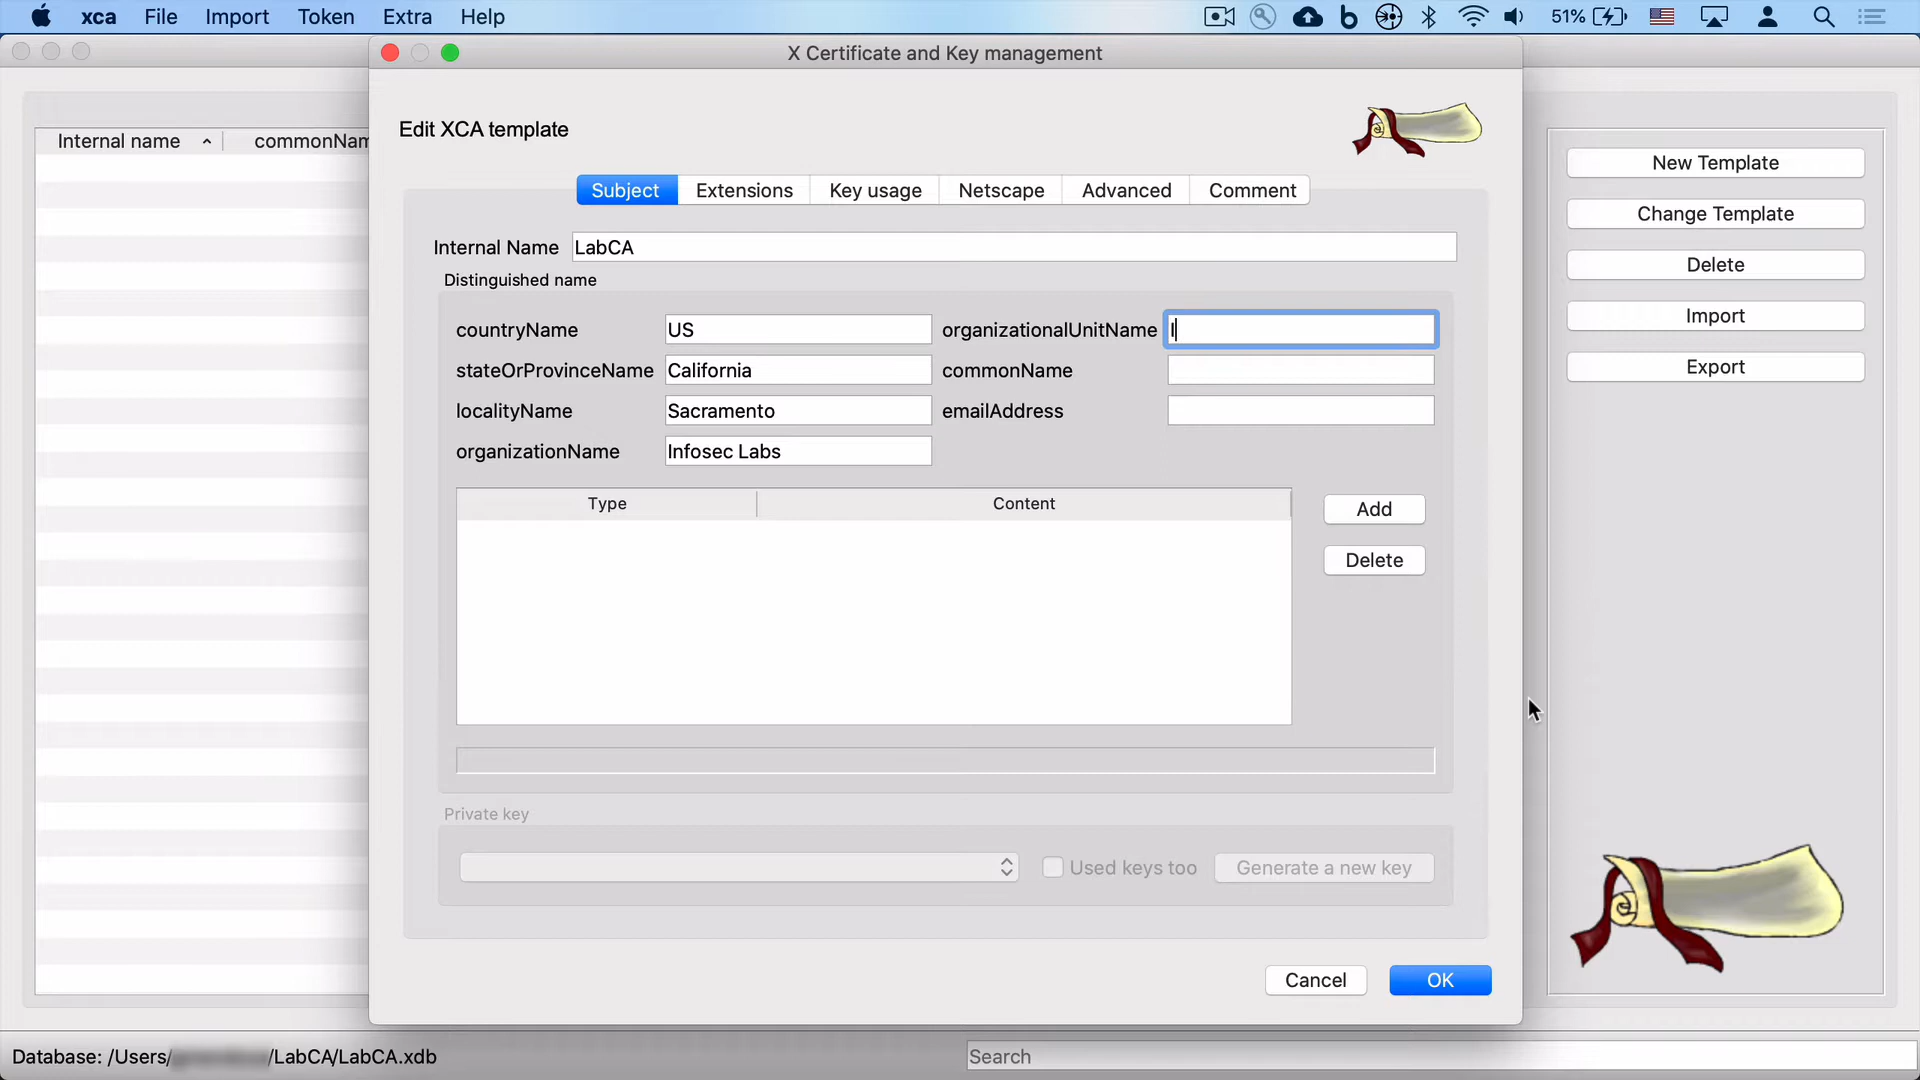 xca File Import Token Extra Help 51%
X Certificate and Key management
Edit XCA template
Internal name commonNam
Subject Extensions Key usage Netscape Advanced Comment
Internal Name LabCA
Distinguished name
countryName US organizationalUnitName I
stateOrProvinceName California commonName
localityName Sacramento emailAddress
organizationName Infosec Labs
Type Content
Add
Delete
Private key
Used keys too Generate a new key
Cancel OK
New Template
Change Template
Delete
Import
Export
Database: /Users/ /LabCA/LabCA.xdb
Search